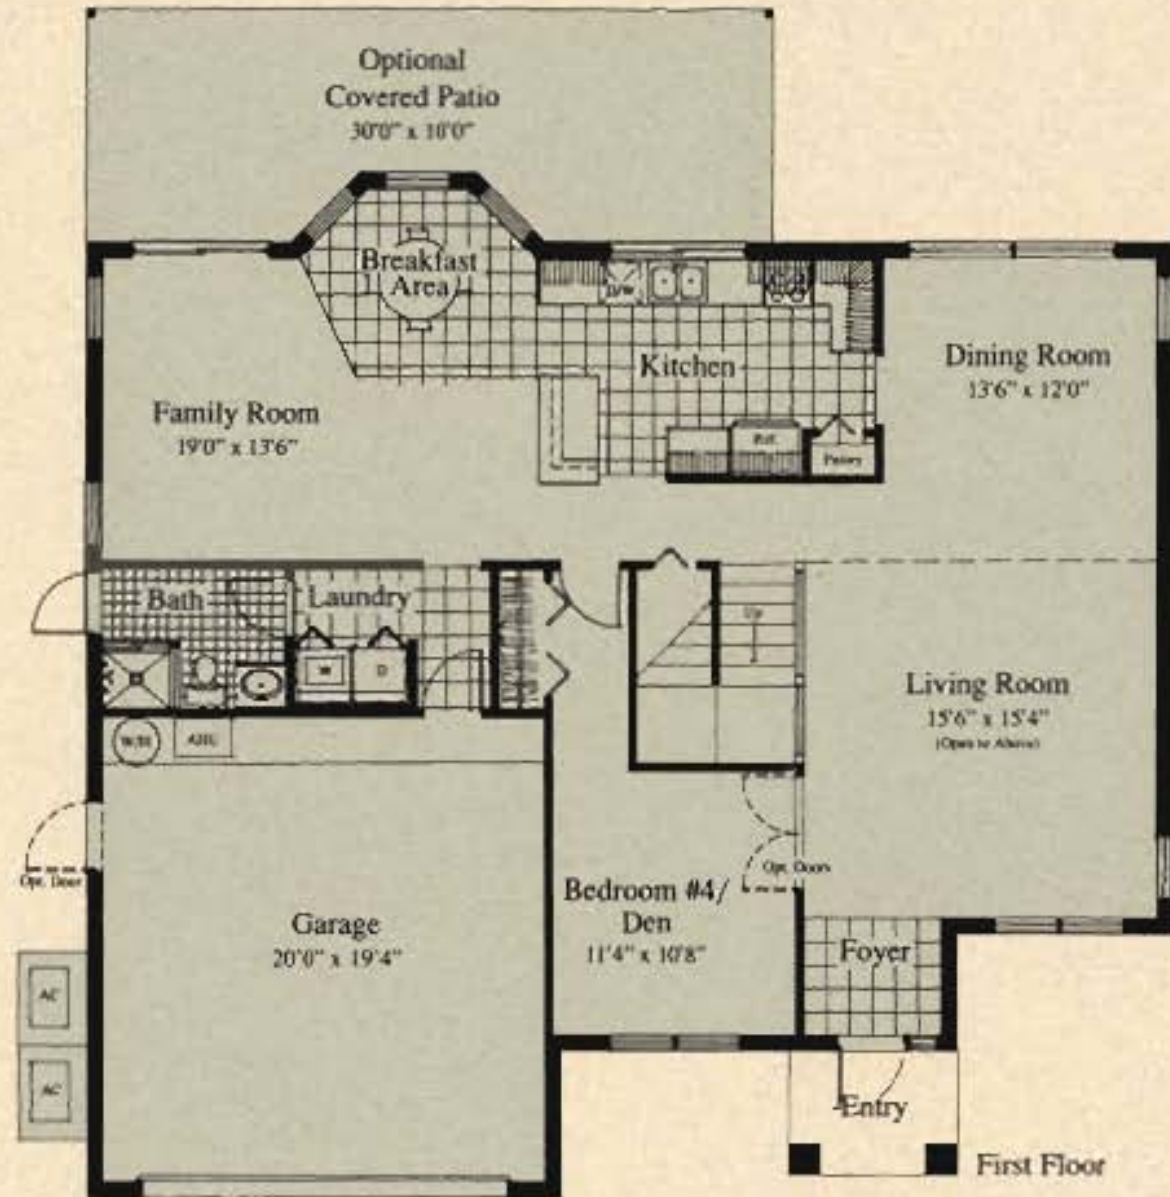 Optional
Covered Patio
30'0" x 10'0"
Breakfast
Area
D/W
Kitchen
Dining Room
13'6" x 12'0"
Family Room
19'0" x 13'6"
Ref.
Pantry
Bath
Laundry
Up
W
D
Living Room
15'6" x 15'4"
(Open to Above)
W/H
AHU
Opt. Door
Opt. Doors
Bedroom #4/
Den
11'4" x 10'8"
Garage
20'0" x 19'4"
Foyer
AC
AC
Entry
First Floor